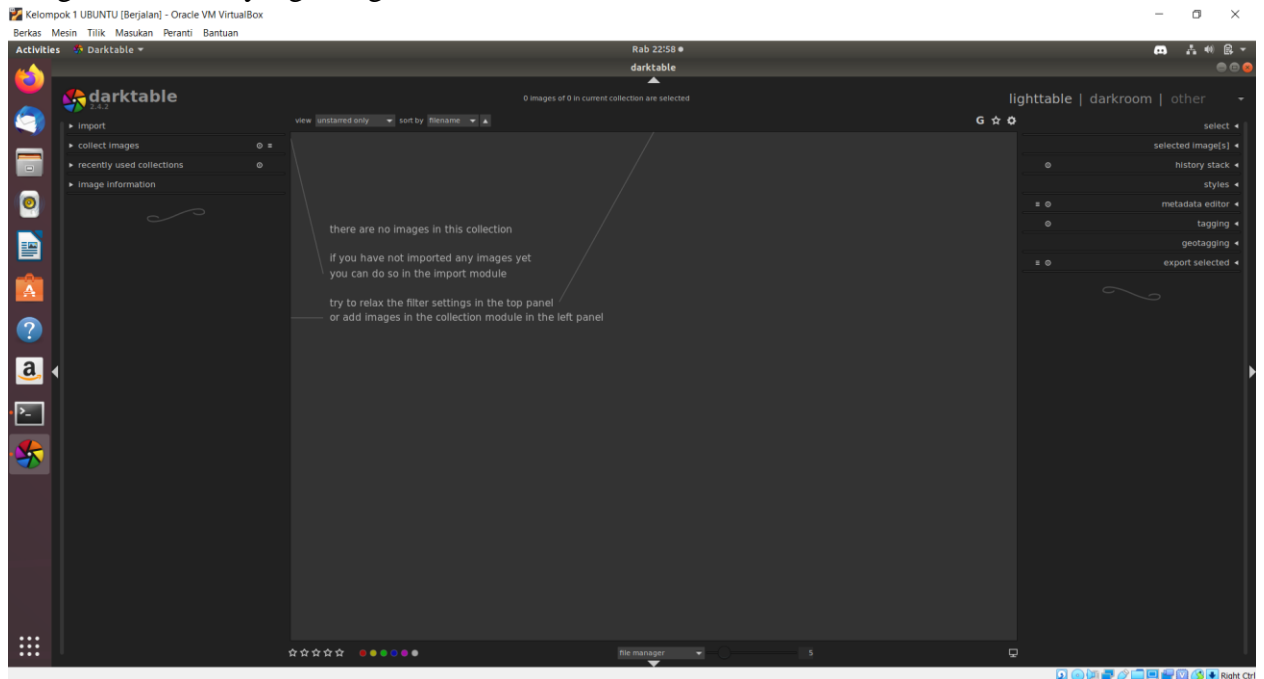 Kelompok 1 UBUNTU [Berjalan] - Oracle VM VirtualBox
Berkas Mesin Tilik Masukan Peranti Bantuan
Activities Darktable Rab 22:58
darktable
darktable
2.4.2
0 images of 0 in current collection are selected
lighttable | darkroom | other
view unstarred only sort by filename
G
import
collect images
recently used collections
image information
select
selected image[s]
history stack
styles
metadata editor
tagging
geotagging
export selected
there are no images in this collection
if you have not imported any images yet
you can do so in the import module
try to relax the filter settings in the top panel
or add images in the collection module in the left panel
file manager 5
Right Ctrl